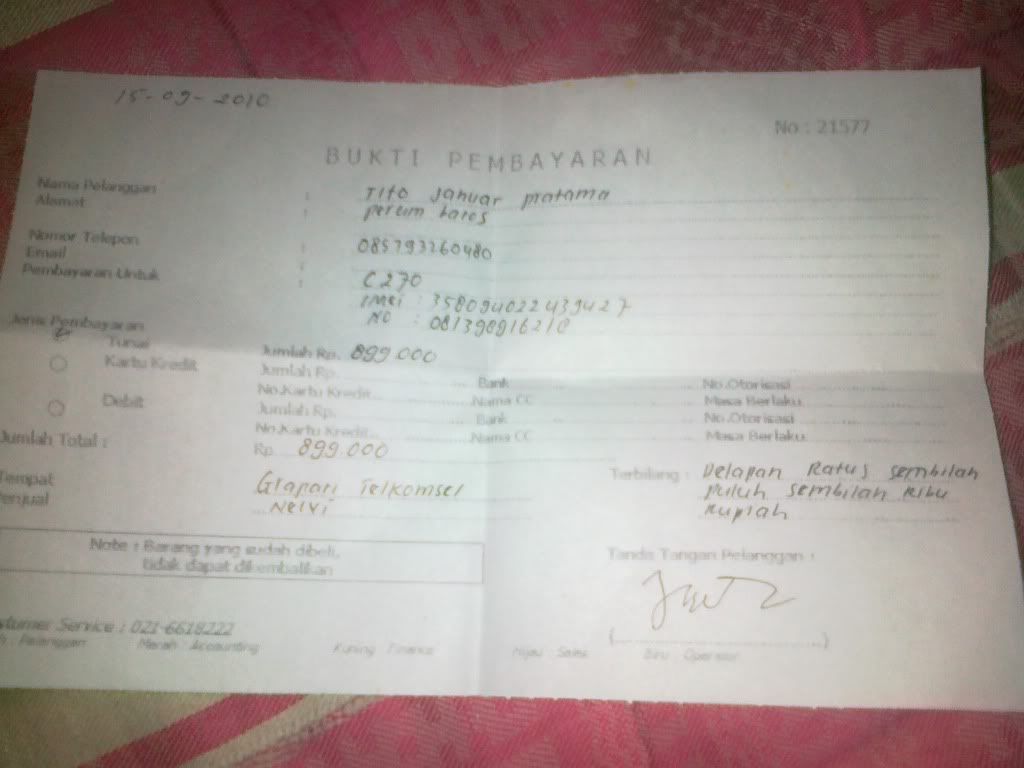 15-09-2010
No : 21577
BUKTI PEMBAYARAN
Nama Pelanggan : Tito Januar pratama
Alamat : perum baros
Nomor Telepon : 085793260480
Email :
Pembayaran Untuk : C270
IMEI : 358094022439427
NO : 081398916218
Jenis Pembayaran
Tunai Jumlah Rp. 899.000
Kartu Kredit Jumlah Rp. Bank No.Otorisasi
No.Kartu Kredit Nama CC Masa Berlaku
Debit Jumlah Rp. Bank No.Otorisasi
No.Kartu Kredit Nama CC Masa Berlaku
Jumlah Total : Rp. 899.000
Tempat Grapari Telkomsel
Penjual Nelvi
Terbilang : Delapan Ratus sembilan
puluh sembilan Ribu
Rupiah
Note : Barang yang sudah dibeli,
tidak dapat dikembalikan
Tanda Tangan Pelanggan :
(....................)
stumer Service : 021-6618222
Pelanggan Merah Accounting Kuning Finance Hijau Sales Biru Operator